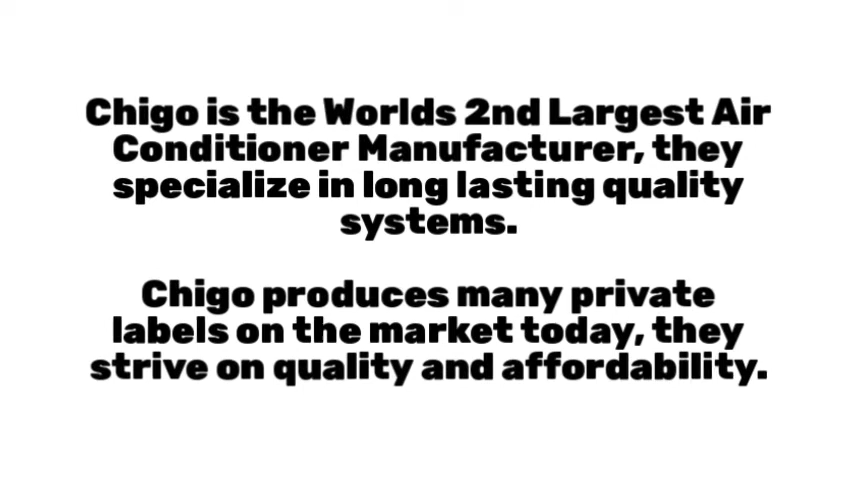 Chigo is the Worlds 2nd Largest Air
Conditioner Manufacturer, they
specialize in long lasting quality
systems.
Chigo produces many private
labels on the market today, they
strive on quality and affordability.